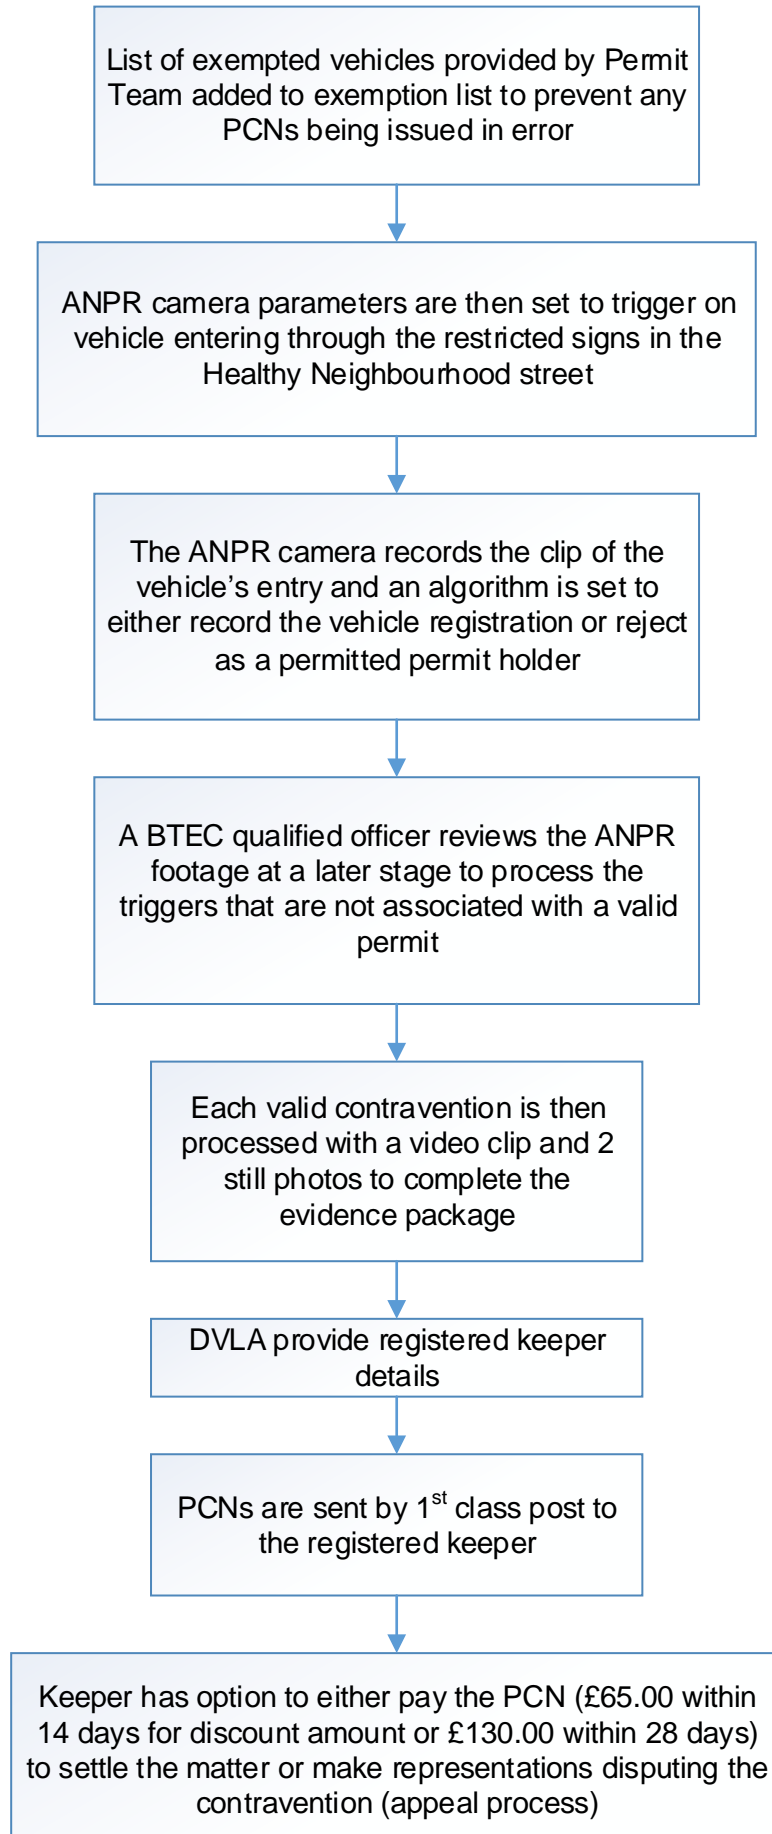 List of exempted vehicles provided by Permit
Team added to exemption list to prevent any
PCNs being issued in error
ANPR camera parameters are then set to trigger on
vehicle entering through the restricted signs in the
Healthy Neighbourhood street
The ANPR camera records the clip of the
vehicle’s entry and an algorithm is set to
either record the vehicle registration or reject
as a permitted permit holder
A BTEC qualified officer reviews the ANPR
footage at a later stage to process the
triggers that are not associated with a valid
permit
Each valid contravention is then
processed with a video clip and 2
still photos to complete the
evidence package
DVLA provide registered keeper
details
PCNs are sent by 1st class post to
the registered keeper
Keeper has option to either pay the PCN (£65.00 within
14 days for discount amount or £130.00 within 28 days)
to settle the matter or make representations disputing the
contravention (appeal process)